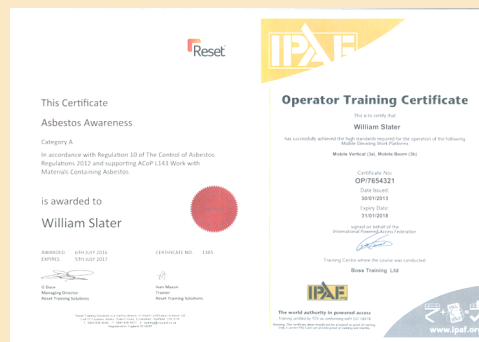 Reset
This Certificate
Asbestos Awareness
Category A
In accordance with Regulation 10 of The Control of Asbestos
Regulations 2012 and supporting ACoP L143 Work with
Materials Containing Asbestos
is awarded to
William Slater
AWARDED 6TH JULY 2016
EXPIRES 5TH JULY 2017
CERTIFICATE NO.
G Dace
Managing Director
Reset Training Solutions
Ivan Mason
Trainer
Reset Training Solutions
IPAF
Operator Training Certificate
This is to certify that
William Slater
has successfully achieved the high standards required for the operation of the following
Mobile Elevating Work Platforms
Mobile Vertical (3a), Mobile Boom (3b)
Certificate No:
OP/7654321
Date Issued:
30/01/2013
Expiry Date:
31/01/2018
signed on behalf of the
International Powered Access Federation
Training Centre where the course was conducted
Boss Training Ltd
IPAF
The world authority in powered access
www.ipaf.or